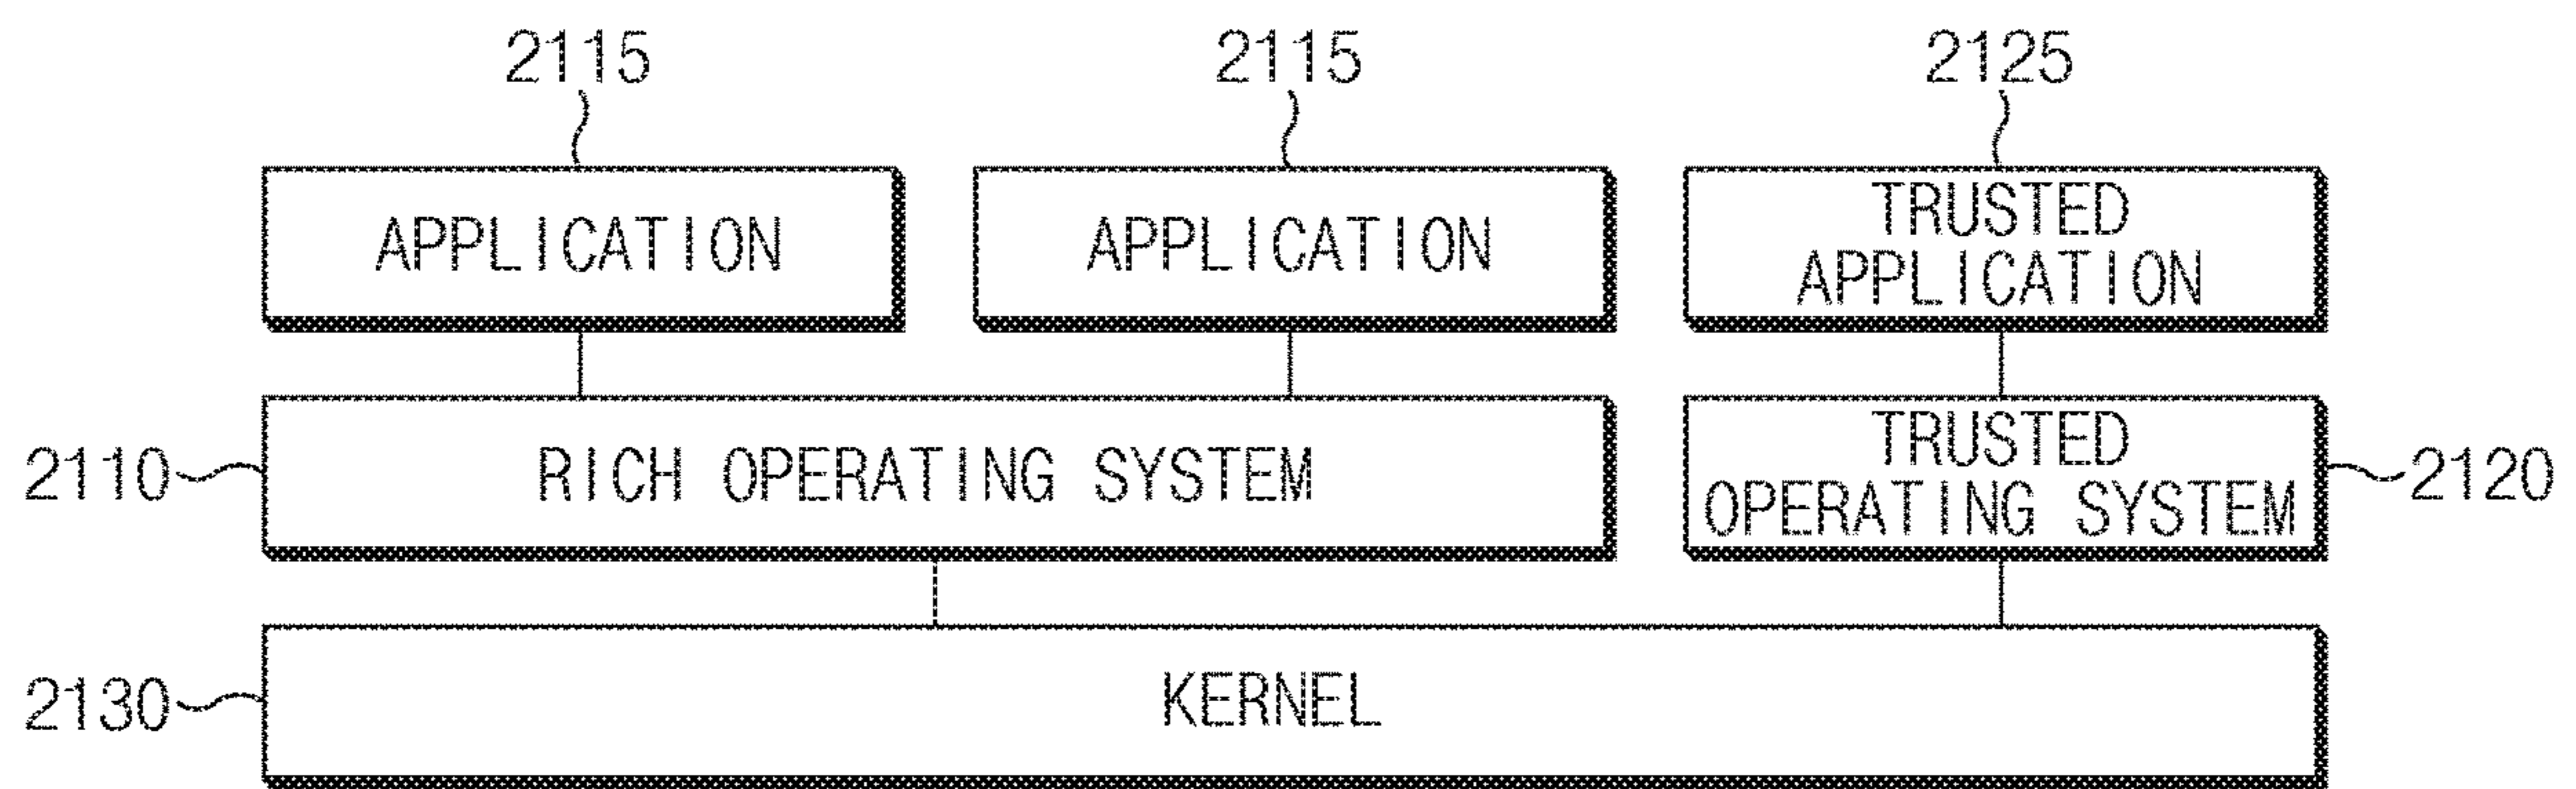 2115
2115
2125
APPLICATION
APPLICATION
TRUSTED
APPLICATION
2110
RICH OPERATING SYSTEM
TRUSTED
OPERATING SYSTEM
2120
2130
KERNEL